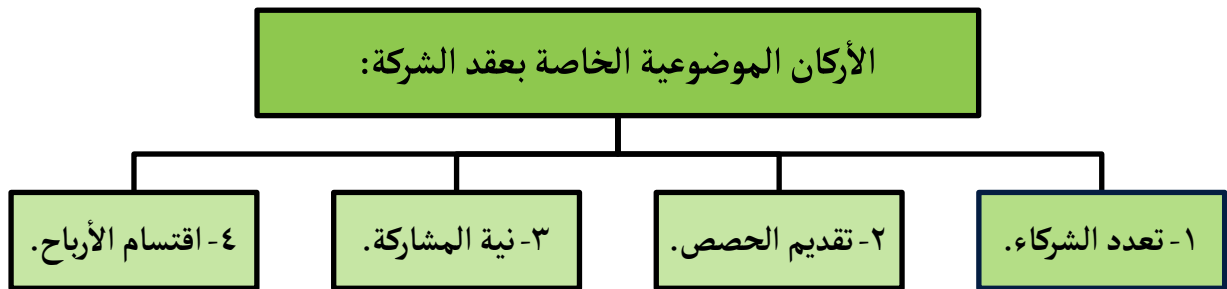 الأركان الموضوعية الخاصة بعقد الشركة:
١- تعدد الشركاء.
٢- تقديم الحصص.
٣- نية المشاركة.
٤- اقتسام الأرباح.